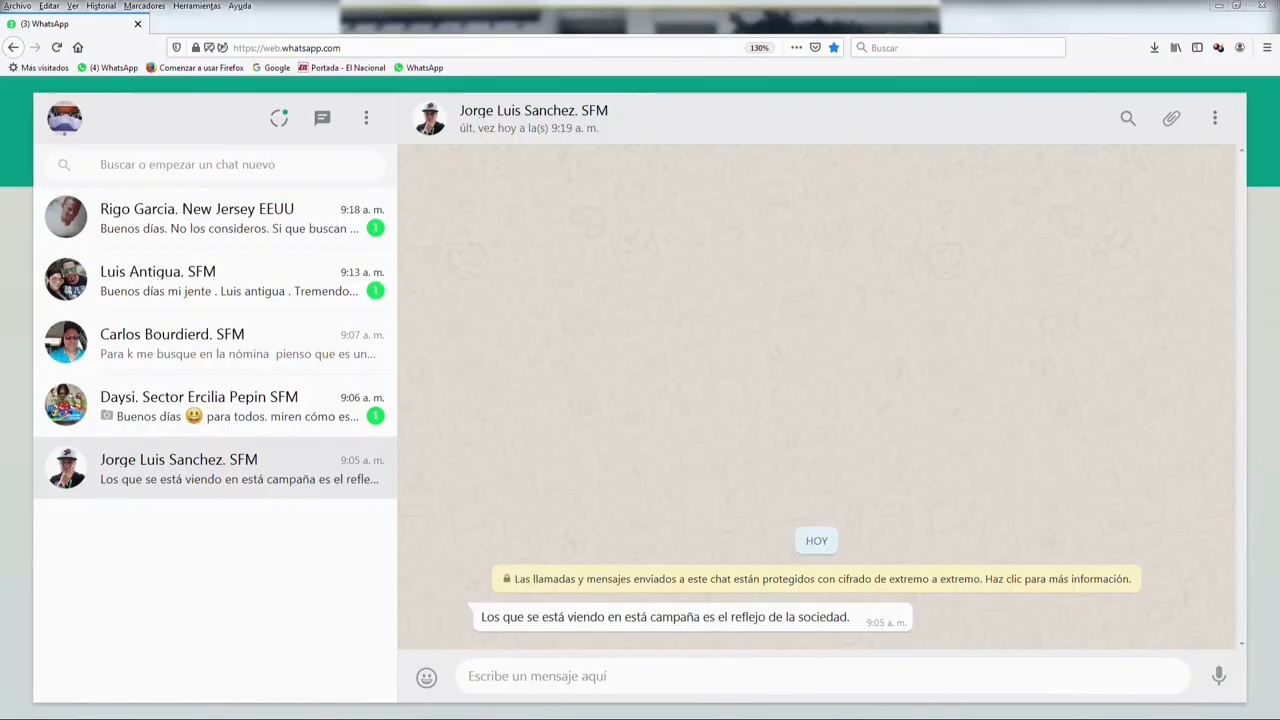 Archivo Editar Ver Historial Marcadores Herramientas Ayuda
(3) WhatsApp
https://web.whatsapp.com
130%
Buscar
Más visitados (4) WhatsApp Comenzar a usar Firefox Google Portada - El Nacional WhatsApp
Jorge Luis Sanchez. SFM
últ. vez hoy a la(s) 9:19 a. m.
Buscar o empezar un chat nuevo
Rigo Garcia. New Jersey EEUU 9:18 a. m.
Buenos días. No los consideros. Si que buscan ... 1
Luis Antigua. SFM 9:13 a. m.
Buenos días mi jente . Luis antigua . Tremendo... 1
Carlos Bourdierd. SFM 9:07 a. m.
Para k me busque en la nómina pienso que es un...
Daysi. Sector Ercilia Pepin SFM 9:06 a. m.
Buenos días 😃 para todos. miren cómo es... 1
Jorge Luis Sanchez. SFM 9:05 a. m.
Los que se está viendo en está campaña es el refle...
HOY
Las llamadas y mensajes enviados a este chat están protegidos con cifrado de extremo a extremo. Haz clic para más información.
Los que se está viendo en está campaña es el reflejo de la sociedad. 9:05 a. m.
Escribe un mensaje aquí